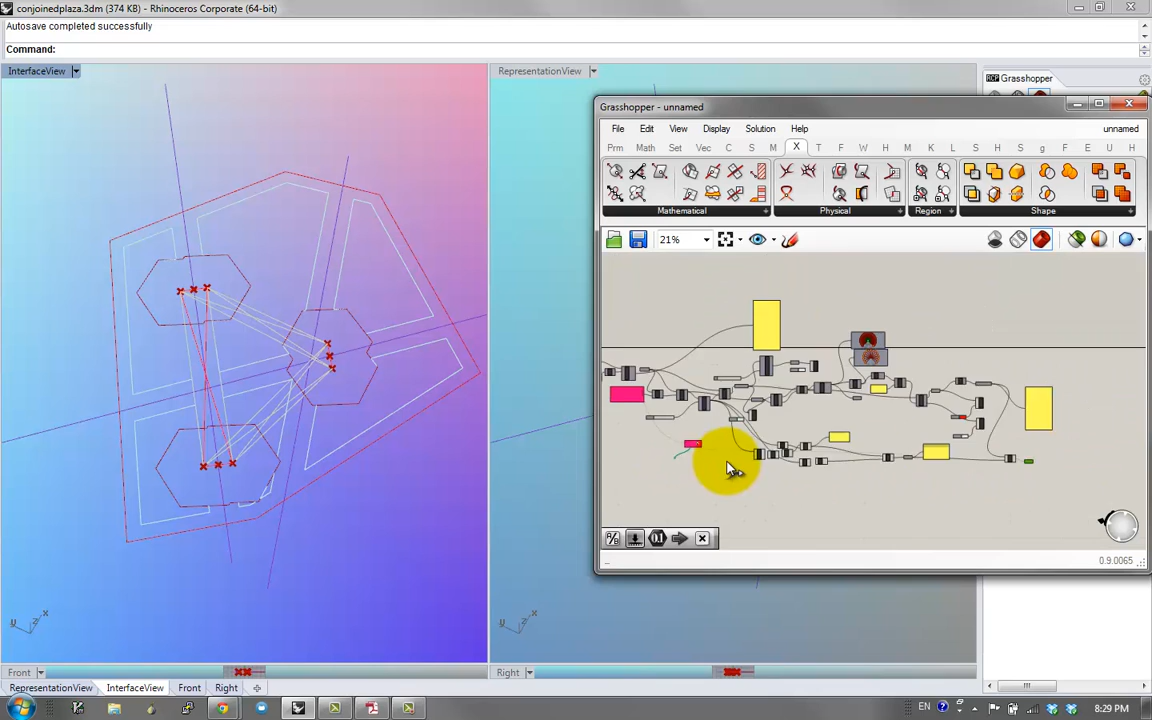 conjoinedplaza.3dm (374 KB) - Rhinoceros Corporate (64-bit)
Autosave completed successfully
Command:
InterfaceView
RepresentationView
Grasshopper
Grasshopper - unnamed
File Edit View Display Solution Help unnamed
Prm Math Set Vec C S M X T F W H M K L S H S g F E U H
Mathematical Physical Region Shape
21%
0.9.0065
y z x
y z x
Front
Right
RepresentationView InterfaceView Front Right
EN 8:29 PM